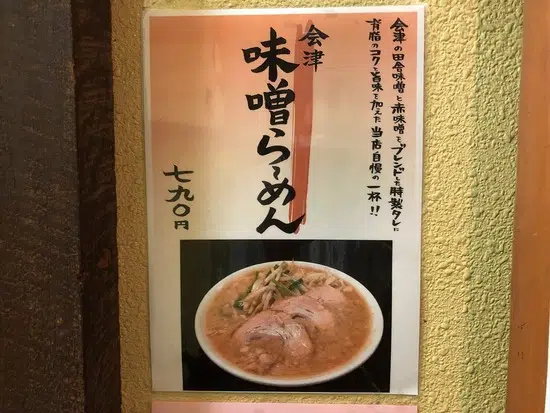 会津の田舎味噌と赤味噌をブレンドした特製タレに
背脂のコクと旨味を加えた当店自慢の一杯!!
会津
味噌らーめん
七九〇円